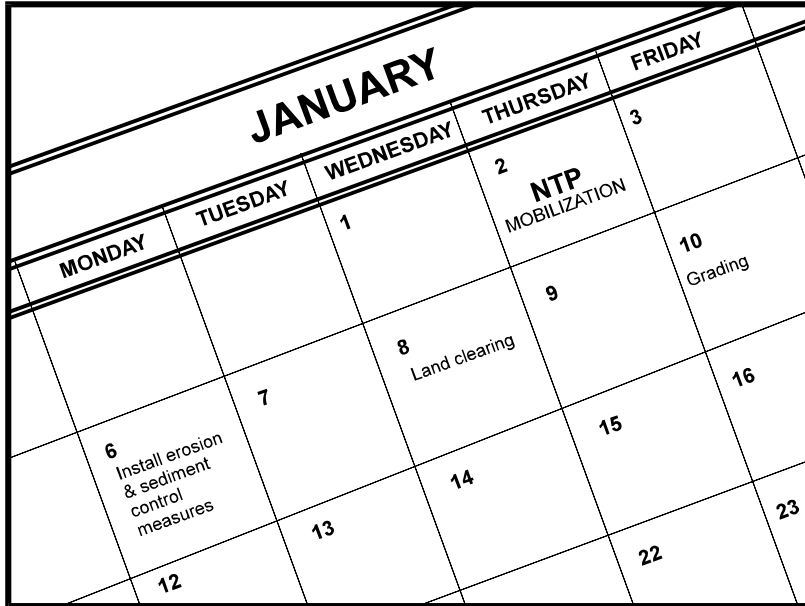 JANUARY
MONDAY
TUESDAY
WEDNESDAY
THURSDAY
FRIDAY
1
2
NTP
MOBILIZATION
3
6
Install erosion
& sediment
control
measures
7
8
Land clearing
9
10
Grading
12
13
14
15
16
22
23